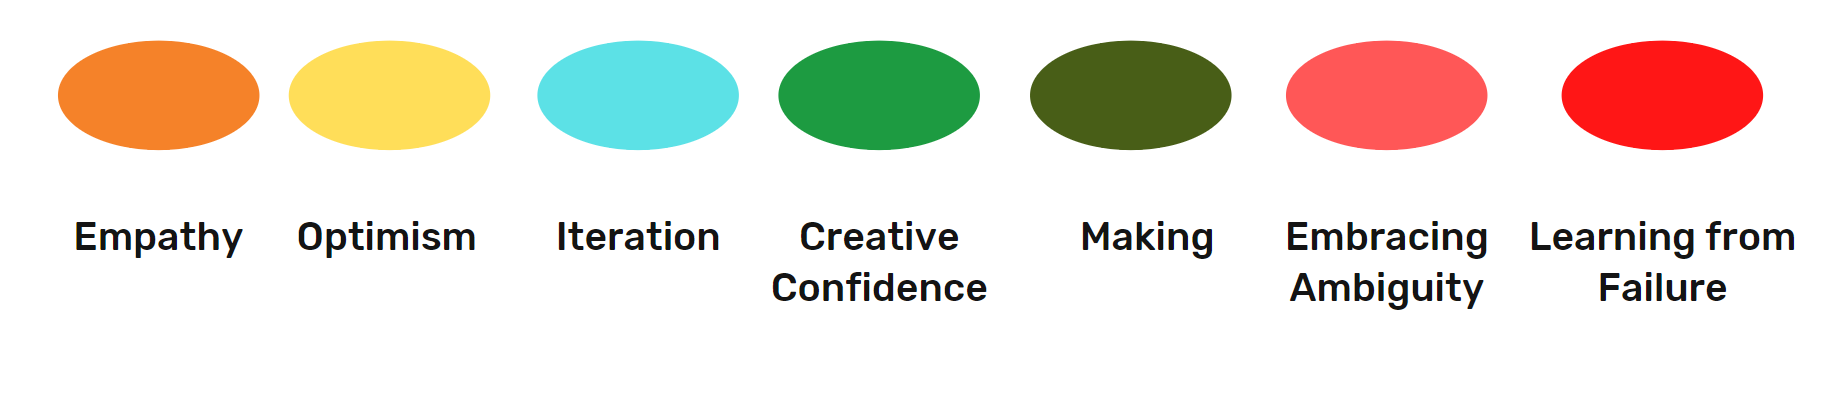 Empathy
Optimism
Iteration
Creative
Confidence
Making
Embracing
Ambiguity
Learning from
Failure